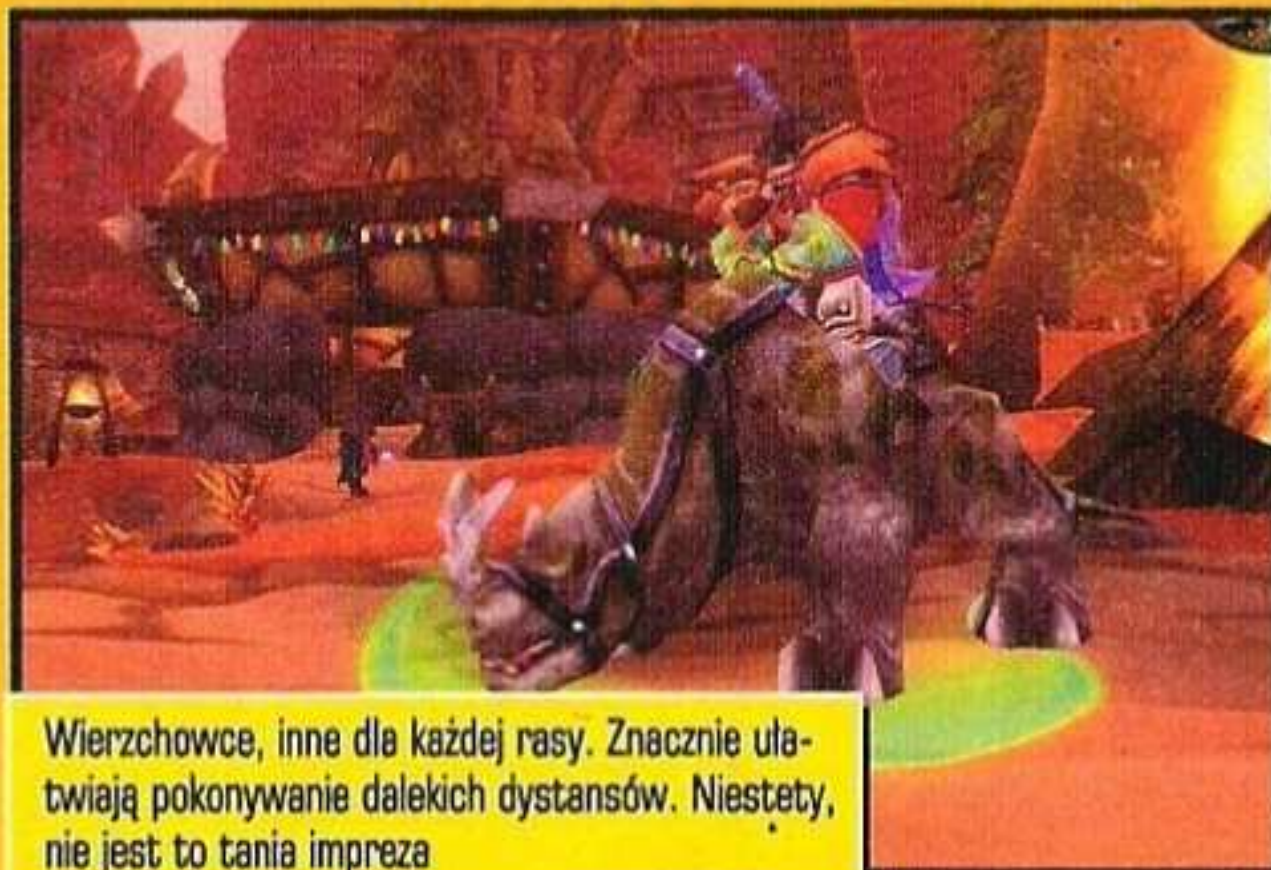 Wierzchowce, inne dla każdej rasy. Znacznie uła-
twiają pokonywanie dalekich dystansów. Niestety,
nie jest to tania impreza